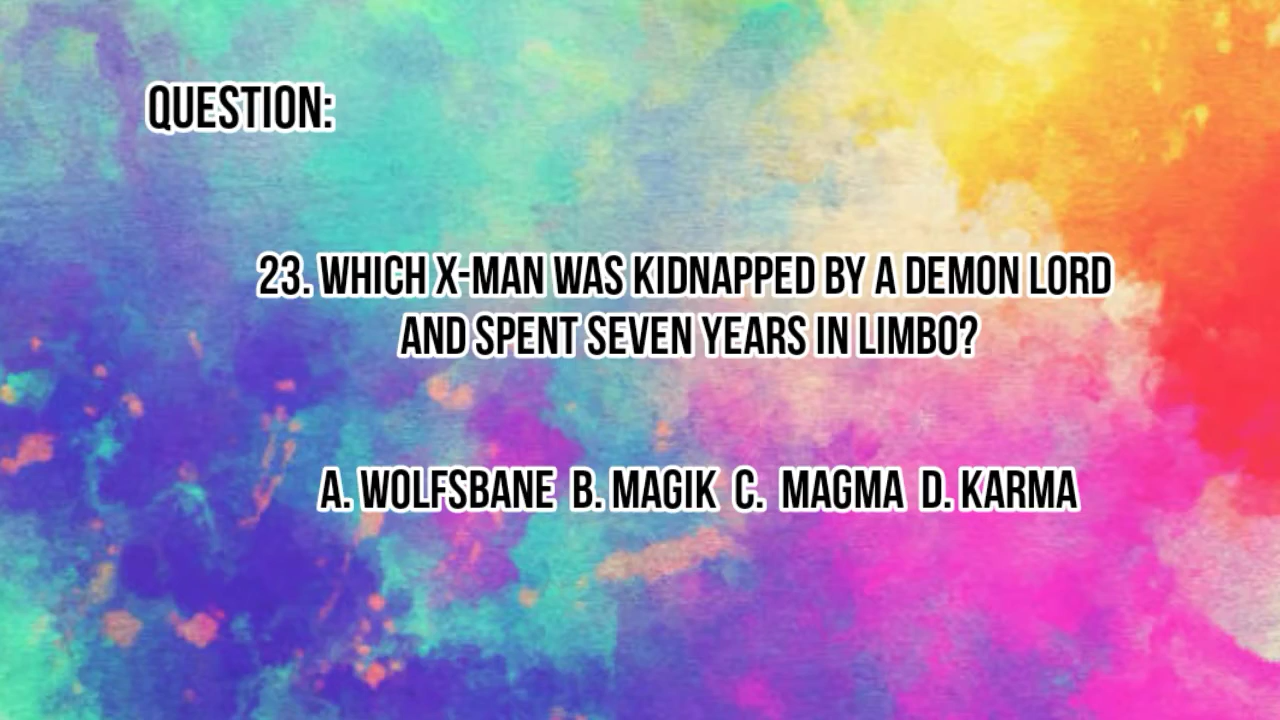 QUESTION:
23. WHICH X-MAN WAS KIDNAPPED BY A DEMON LORD
AND SPENT SEVEN YEARS IN LIMBO?
A. WOLFSBANE B. MAGIK C. MAGMA D. KARMA